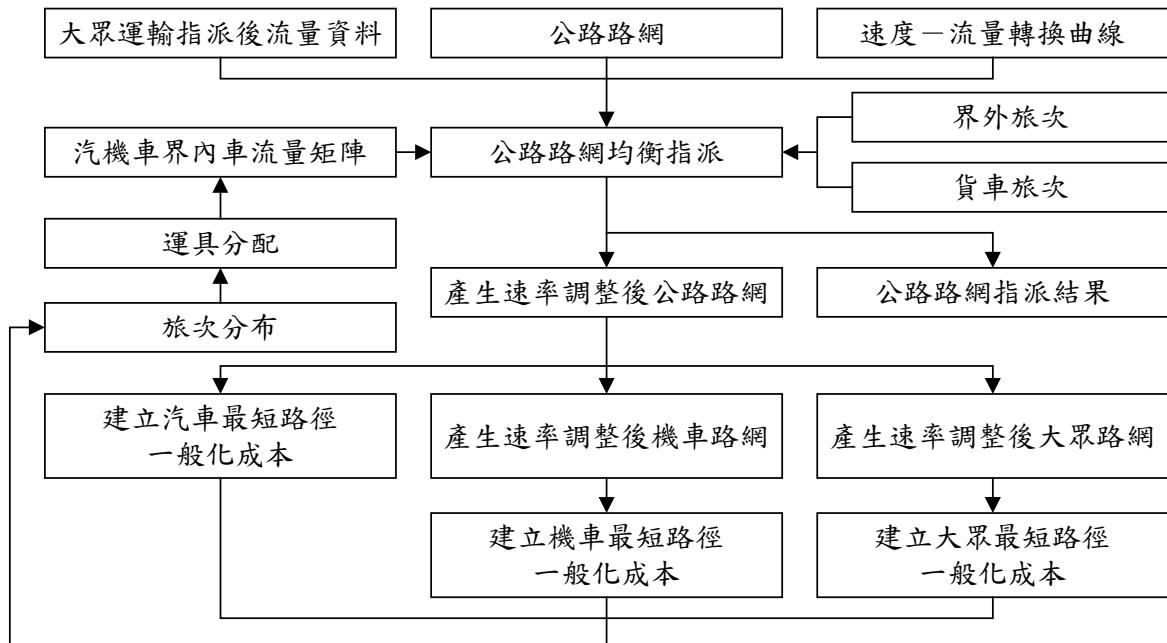 大眾運輸指派後流量資料
公路路網
速度－流量轉換曲線
界外旅次
汽機車界內車流量矩陣
公路路網均衡指派
貨車旅次
運具分配
產生速率調整後公路路網
公路路網指派結果
旅次分布
建立汽車最短路徑
一般化成本
產生速率調整後機車路網
產生速率調整後大眾路網
建立機車最短路徑
一般化成本
建立大眾最短路徑
一般化成本